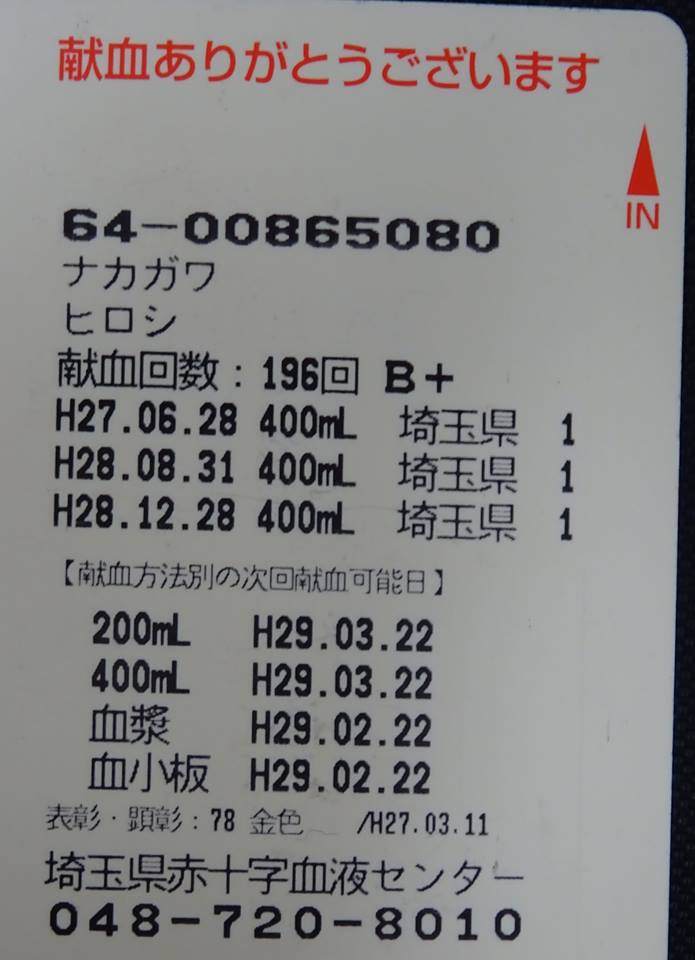 献血ありがとうございます
IN
64-00865080
ナカガワ
ヒロシ
献血回数：196回 B+
H27.06.28 400mL 埼玉県 1
H28.08.31 400mL 埼玉県 1
H28.12.28 400mL 埼玉県 1
【献血方法別の次回献血可能日】
200mL H29.03.22
400mL H29.03.22
血漿 H29.02.22
血小板 H29.02.22
表彰・顕彰：78 金色 /H27.03.11
埼玉県赤十字血液センター
048-720-8010